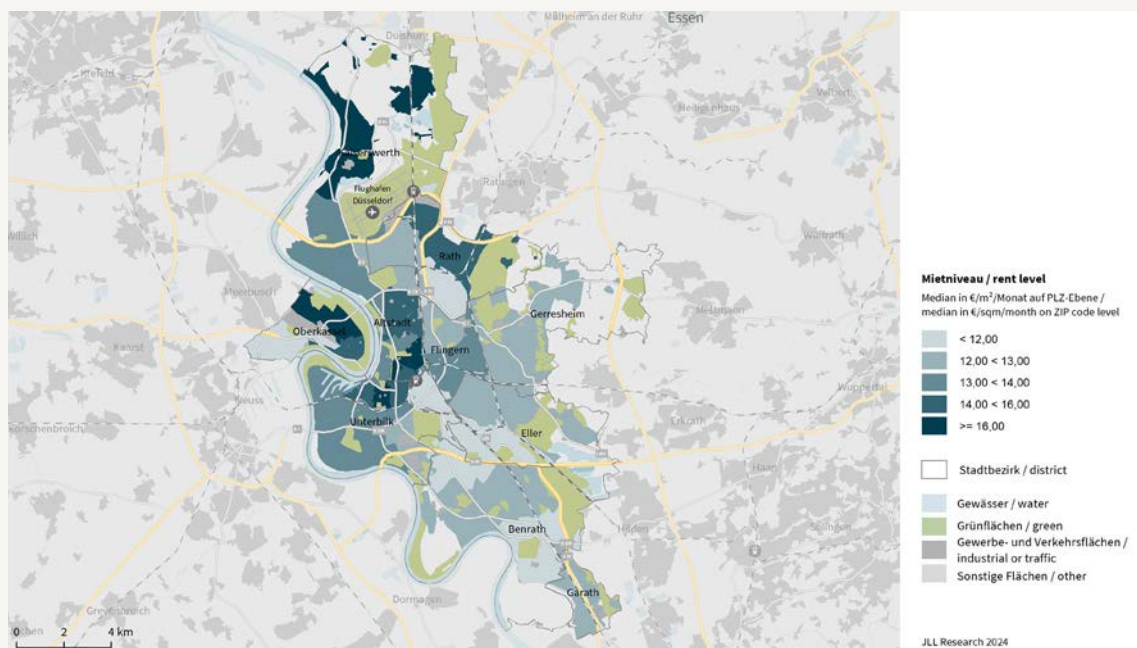 Mülheim an der Ruhr
Essen
Duisburg
Krefeld
Velbert
Heiligenhaus
Ratingen
Flughafen
Düsseldorf
Willich
Wülfrath
Rath
Meerbusch
Mettmann
Gerresheim
Oberkassel
Altstadt
Kaarst
Flingern
Wuppertal
Neuss
Korschenbroich
Unterbilk
Eller
Erkrath
Haan
Benrath
Hilden
Solingen
Garath
Dormagen
Grevenbroich
0 2 4 km
Mietniveau / rent level
Median in €/m²/Monat auf PLZ-Ebene /
median in €/sqm/month on ZIP code level
< 12,00
12,00 < 13,00
13,00 < 14,00
14,00 < 16,00
>= 16,00
Stadtbezirk / district
Gewässer / water
Grünflächen / green
Gewerbe- und Verkehrsflächen /
industrial or traffic
Sonstige Flächen / other
JLL Research 2024